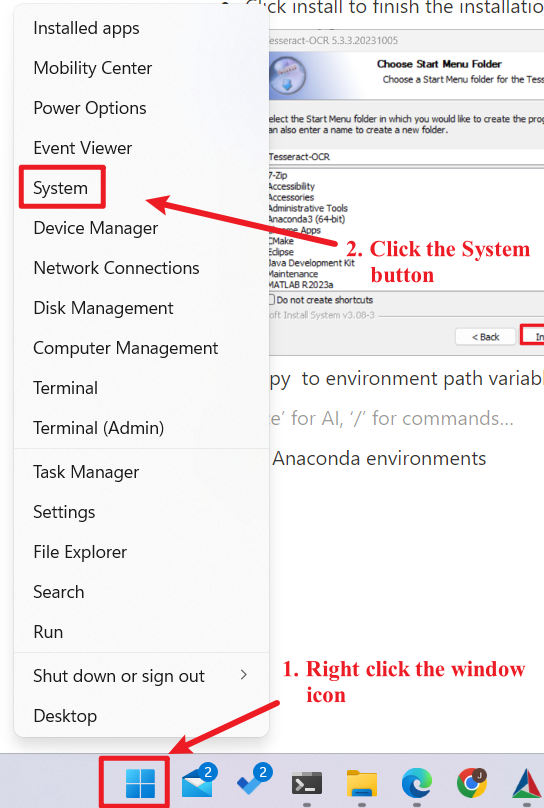 Click install to finish the installatio
Installed apps
Mobility Center
Power Options
Event Viewer
System
Device Manager
Network Connections
Disk Management
Computer Management
Terminal
Terminal (Admin)
Task Manager
Settings
File Explorer
Search
Run
Shut down or sign out
Desktop
Tesseract-OCR 5.3.3.20231005
Choose Start Menu Folder
Choose a Start Menu folder for the Tess
elect the Start Menu folder in which you would like to create the prog
an also enter a name to create a new folder.
Tesseract-OCR
7-Zip
Accessibility
Accessories
Administrative Tools
Anaconda3 (64-bit)
Chrome Apps
CMake
Eclipse
Java Development Kit
Maintenance
MATLAB R2023a
Do not create shortcuts
oft Install System v3.08-3
< Back
In
2. Click the System
button
py to environment path variabl
e' for AI, '/' for commands...
Anaconda environments
1. Right click the window
icon
2
2
J